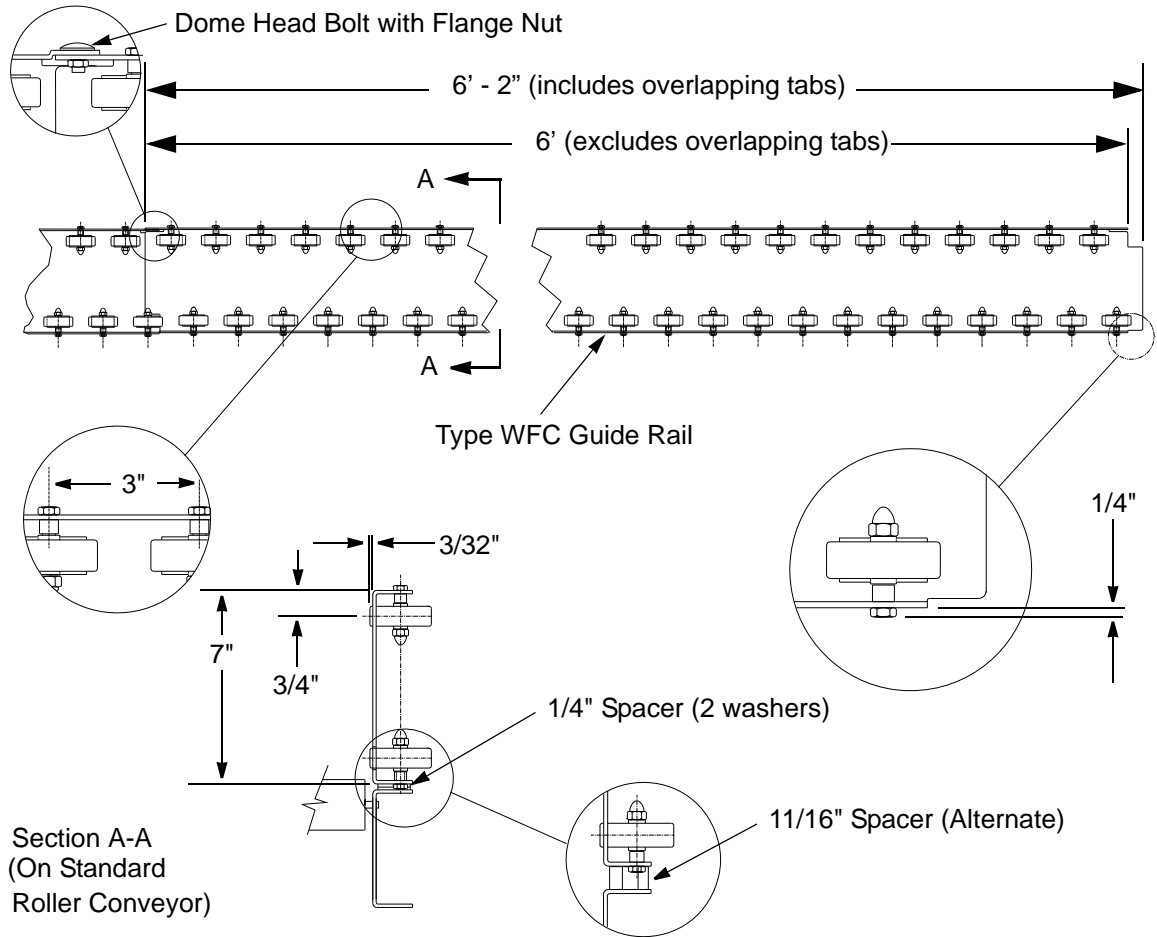 Dome Head Bolt with Flange Nut
6’ - 2” (includes overlapping tabs)
6’ (excludes overlapping tabs)
A
A
Type WFC Guide Rail
3"
1/4"
3/32"
7"
3/4"
1/4" Spacer (2 washers)
11/16" Spacer (Alternate)
Section A-A
(On Standard
Roller Conveyor)